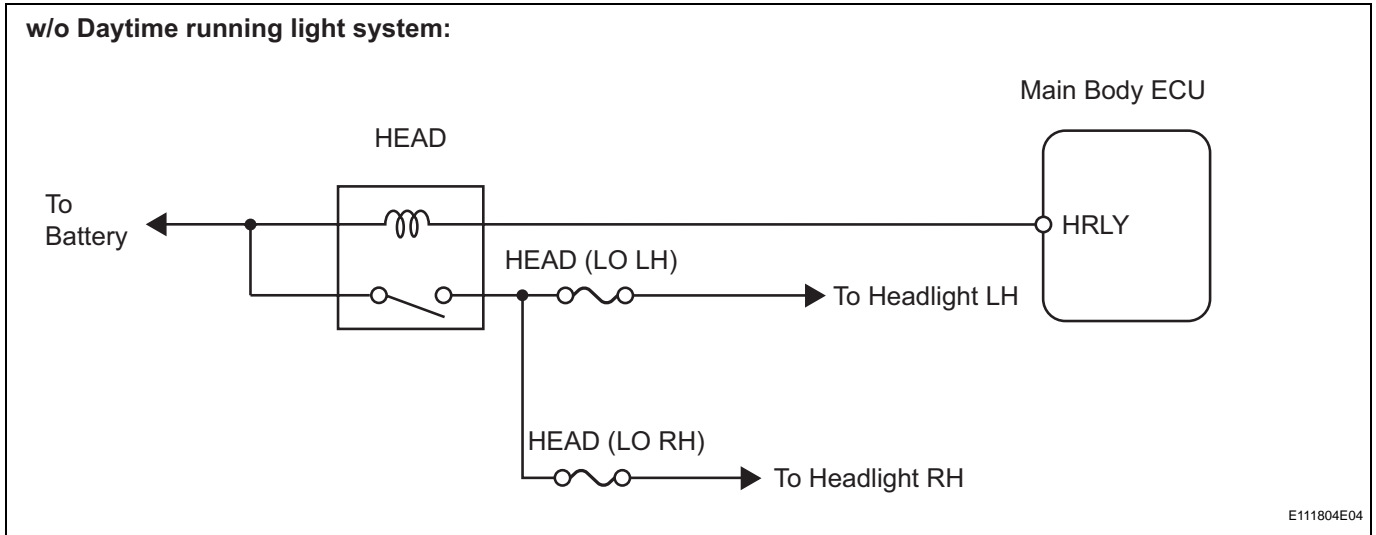 w/o Daytime running light system:
Main Body ECU
HEAD
To
Battery
HRLY
HEAD (LO LH)
To Headlight LH
HEAD (LO RH)
To Headlight RH
E111804E04